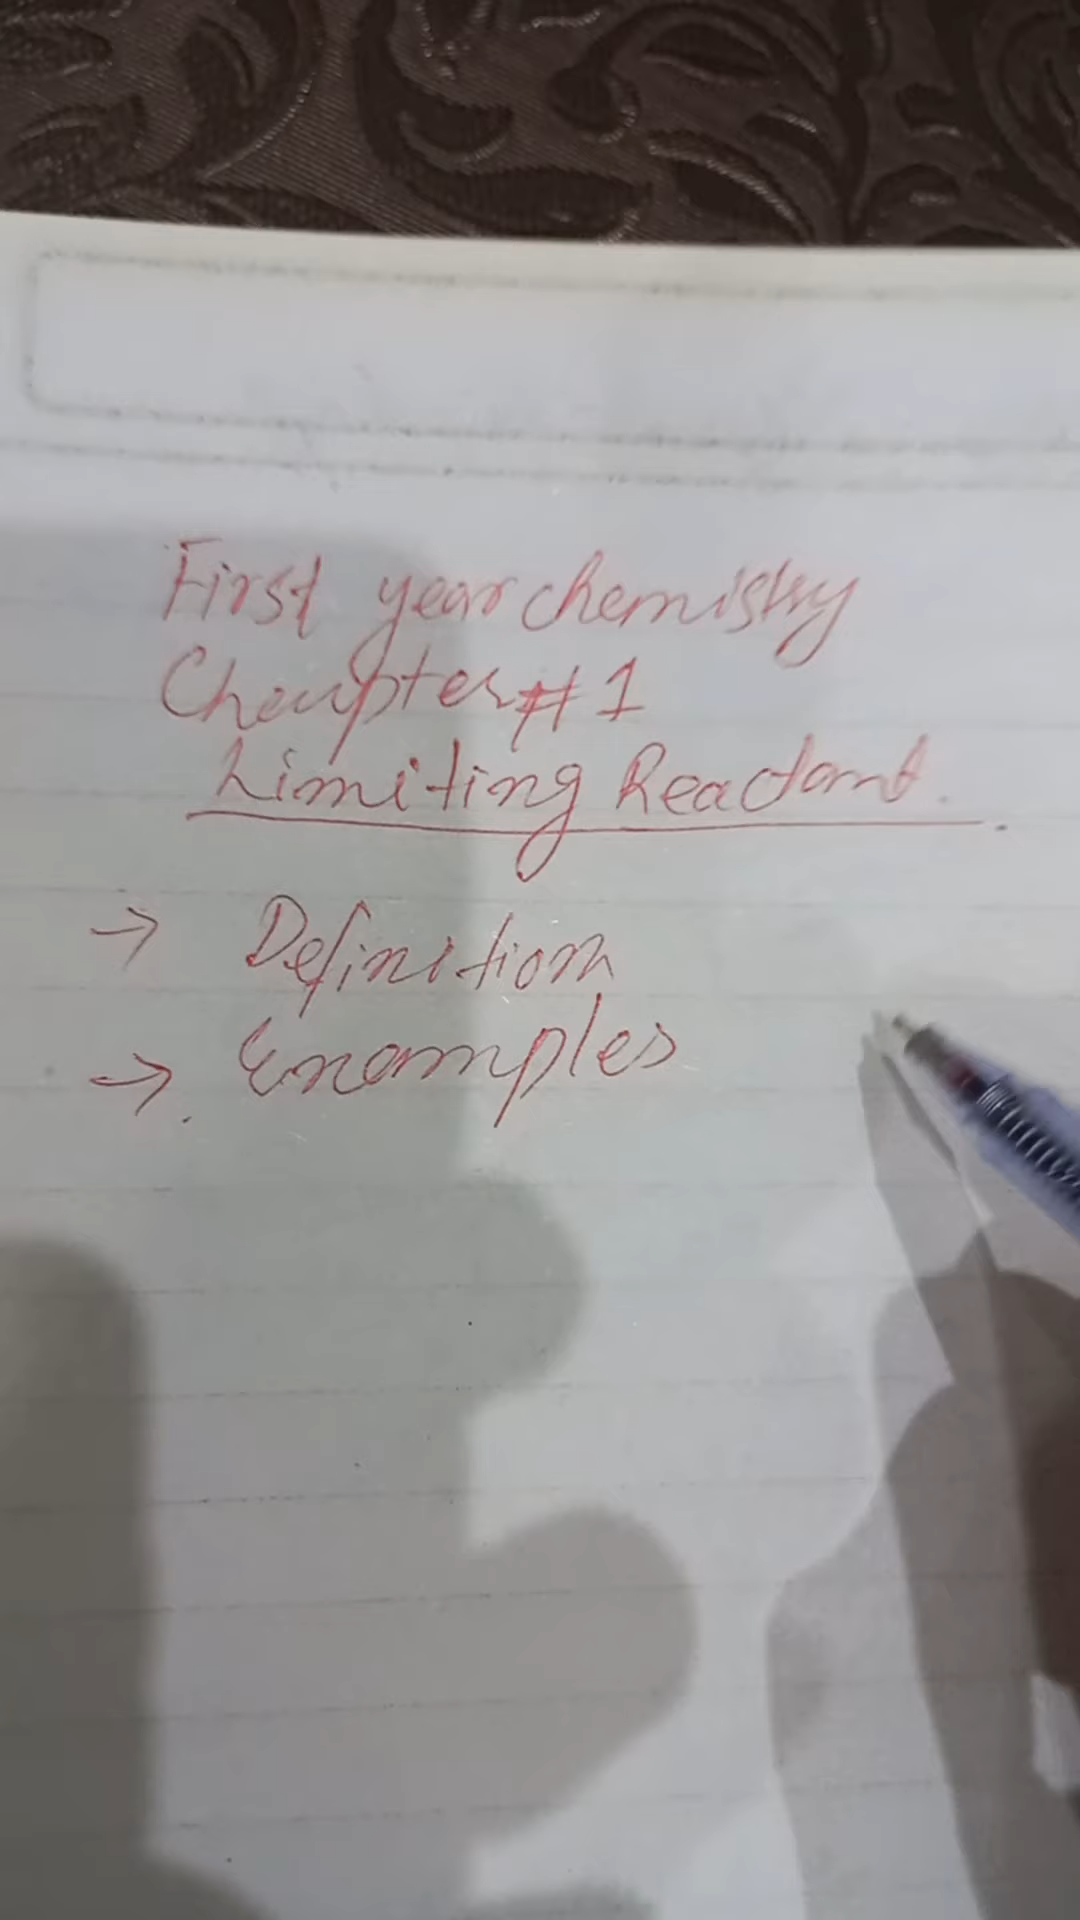 First year chemistry
Chapter # 1
Limiting Reactant.
→ Definition
→ Examples